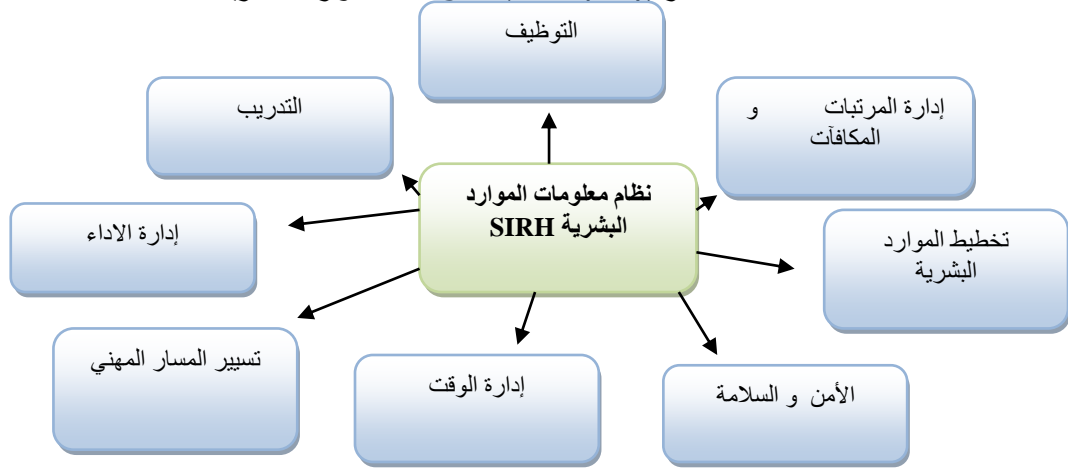 التوظيف
إدارة المرتبات و
المكافآت
التدريب
نظام معلومات الموارد
البشرية SIRH
تخطيط الموارد
البشرية
إدارة الاداء
تسيير المسار المهني
إدارة الوقت
الأمن و السلامة